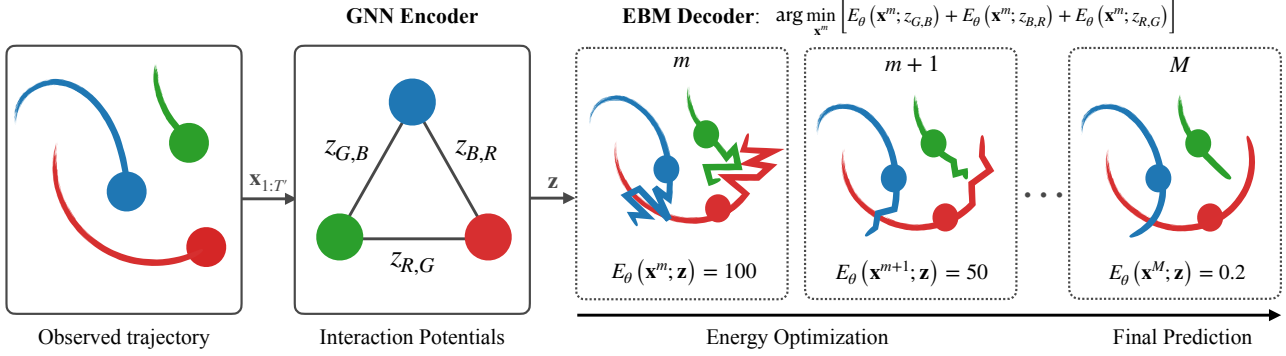 GNN Encoder
EBM Decoder: arg min_{𝐱^m} [E_θ(𝐱^m; z_{G,B}) + E_θ(𝐱^m; z_{B,R}) + E_θ(𝐱^m; z_{R,G})]
m
m + 1
M
z_{G,B}
z_{B,R}
𝐱_{1:T′}
𝐳
...
z_{R,G}
E_θ(𝐱^m; 𝐳) = 100
E_θ(𝐱^{m+1}; 𝐳) = 50
E_θ(𝐱^M; 𝐳) = 0.2
Observed trajectory
Interaction Potentials
Energy Optimization
Final Prediction